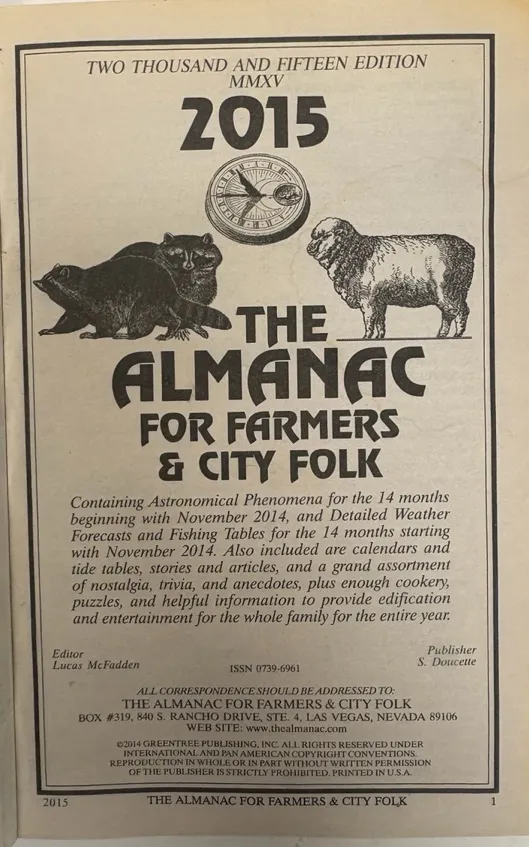 TWO THOUSAND AND FIFTEEN EDITION
MMXV
2015
THE
ALMANAC
FOR FARMERS
& CITY FOLK
Containing Astronomical Phenomena for the 14 months
beginning with November 2014, and Detailed Weather
Forecasts and Fishing Tables for the 14 months starting
with November 2014. Also included are calendars and
tide tables, stories and articles, and a grand assortment
of nostalgia, trivia, and anecdotes, plus enough cookery,
puzzles, and helpful information to provide edification
and entertainment for the whole family for the entire year.
Editor
Lucas McFadden
Publisher
S. Doucette
ISSN 0739-6961
ALL CORRESPONDENCE SHOULD BE ADDRESSED TO:
THE ALMANAC FOR FARMERS & CITY FOLK
BOX #319, 840 S. RANCHO DRIVE, STE. 4, LAS VEGAS, NEVADA 89106
WEB SITE: www.thealmanac.com
©2014 GREENTREE PUBLISHING, INC. ALL RIGHTS RESERVED UNDER
INTERNATIONAL AND PAN AMERICAN COPYRIGHT CONVENTIONS.
REPRODUCTION IN WHOLE OR IN PART WITHOUT WRITTEN PERMISSION
OF THE PUBLISHER IS STRICTLY PROHIBITED. PRINTED IN U.S.A.
2015 THE ALMANAC FOR FARMERS & CITY FOLK 1